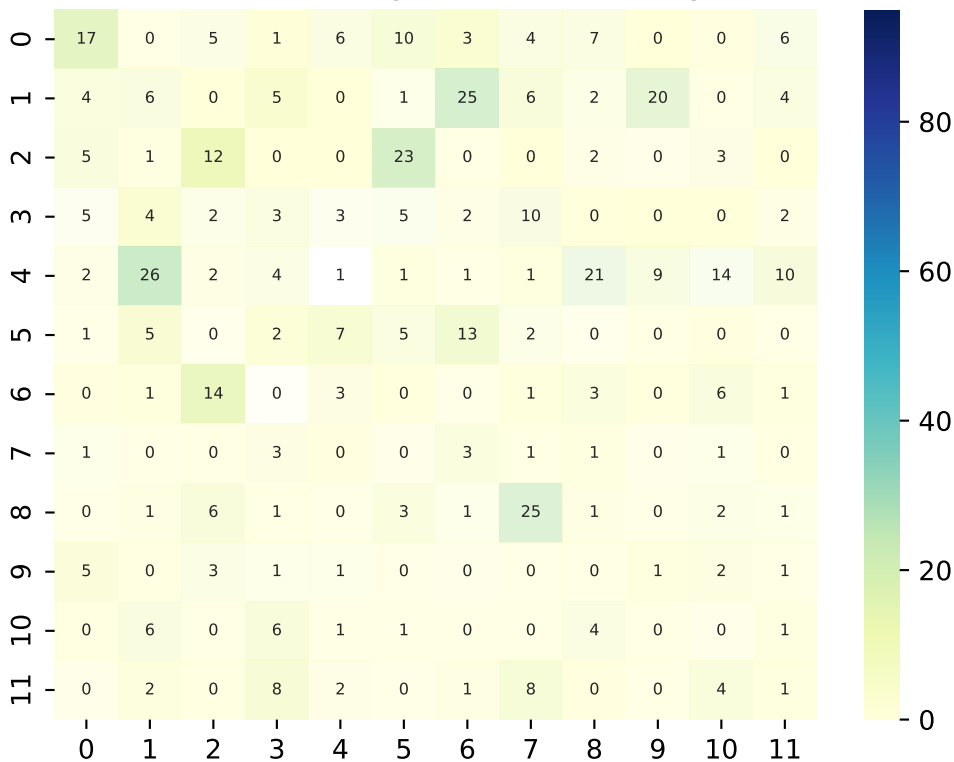 0 17 0 5 1 6 10 3 4 7 0 0 6
1 4 6 0 5 0 1 25 6 2 20 0 4
80
2 5 1 12 0 0 23 0 0 2 0 3 0
3 5 4 2 3 3 5 2 10 0 0 0 2
60
4 2 26 2 4 1 1 1 1 21 9 14 10
5 1 5 0 2 7 5 13 2 0 0 0 0
6 0 1 14 0 3 0 0 1 3 0 6 1
40
7 1 0 0 3 0 0 3 1 1 0 1 0
8 0 1 6 1 0 3 1 25 1 0 2 1
20
9 5 0 3 1 1 0 0 0 0 1 2 1
10 0 6 0 6 1 1 0 0 4 0 0 1
11 0 2 0 8 2 0 1 8 0 0 4 1
0
0 1 2 3 4 5 6 7 8 9 10 11